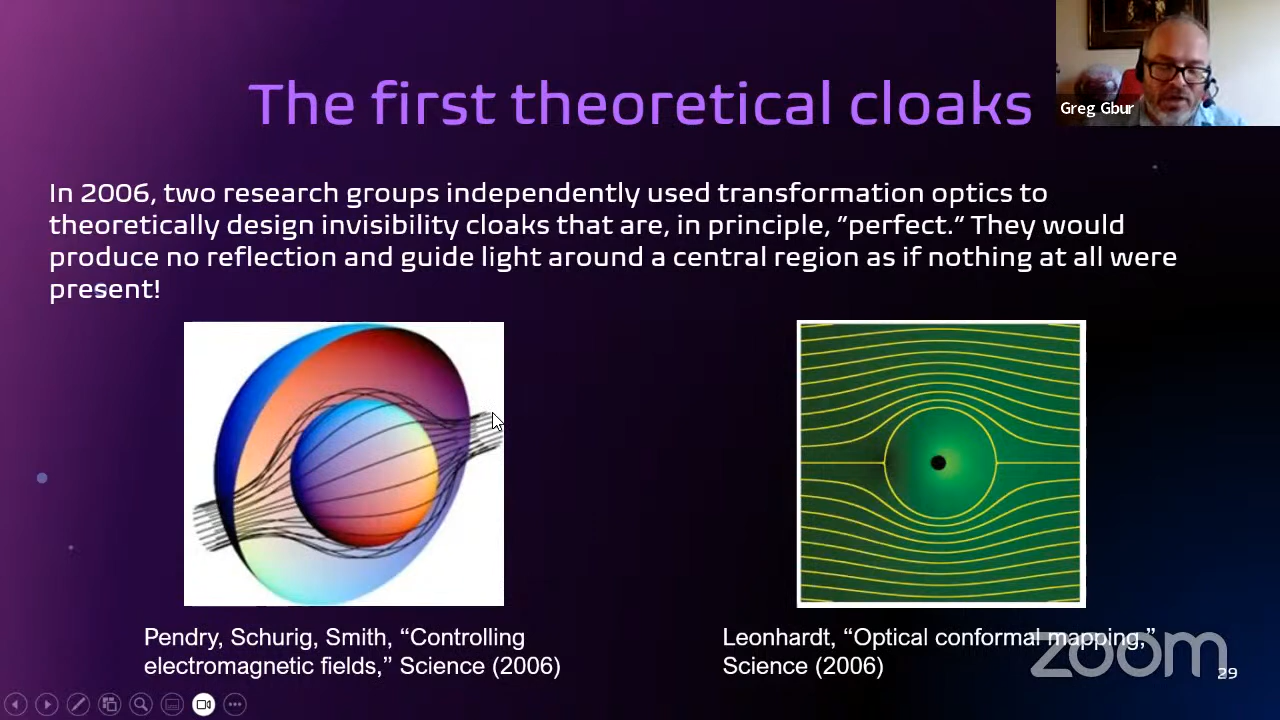 The first theoretical cloaks
Greg Gbur
In 2006, two research groups independently used transformation optics to
theoretically design invisibility cloaks that are, in principle, “perfect.” They would
produce no reflection and guide light around a central region as if nothing at all were
present!
Pendry, Schurig, Smith, “Controlling
electromagnetic fields,” Science (2006)
Leonhardt, “Optical conformal mapping,”
Science (2006)
zoom
29